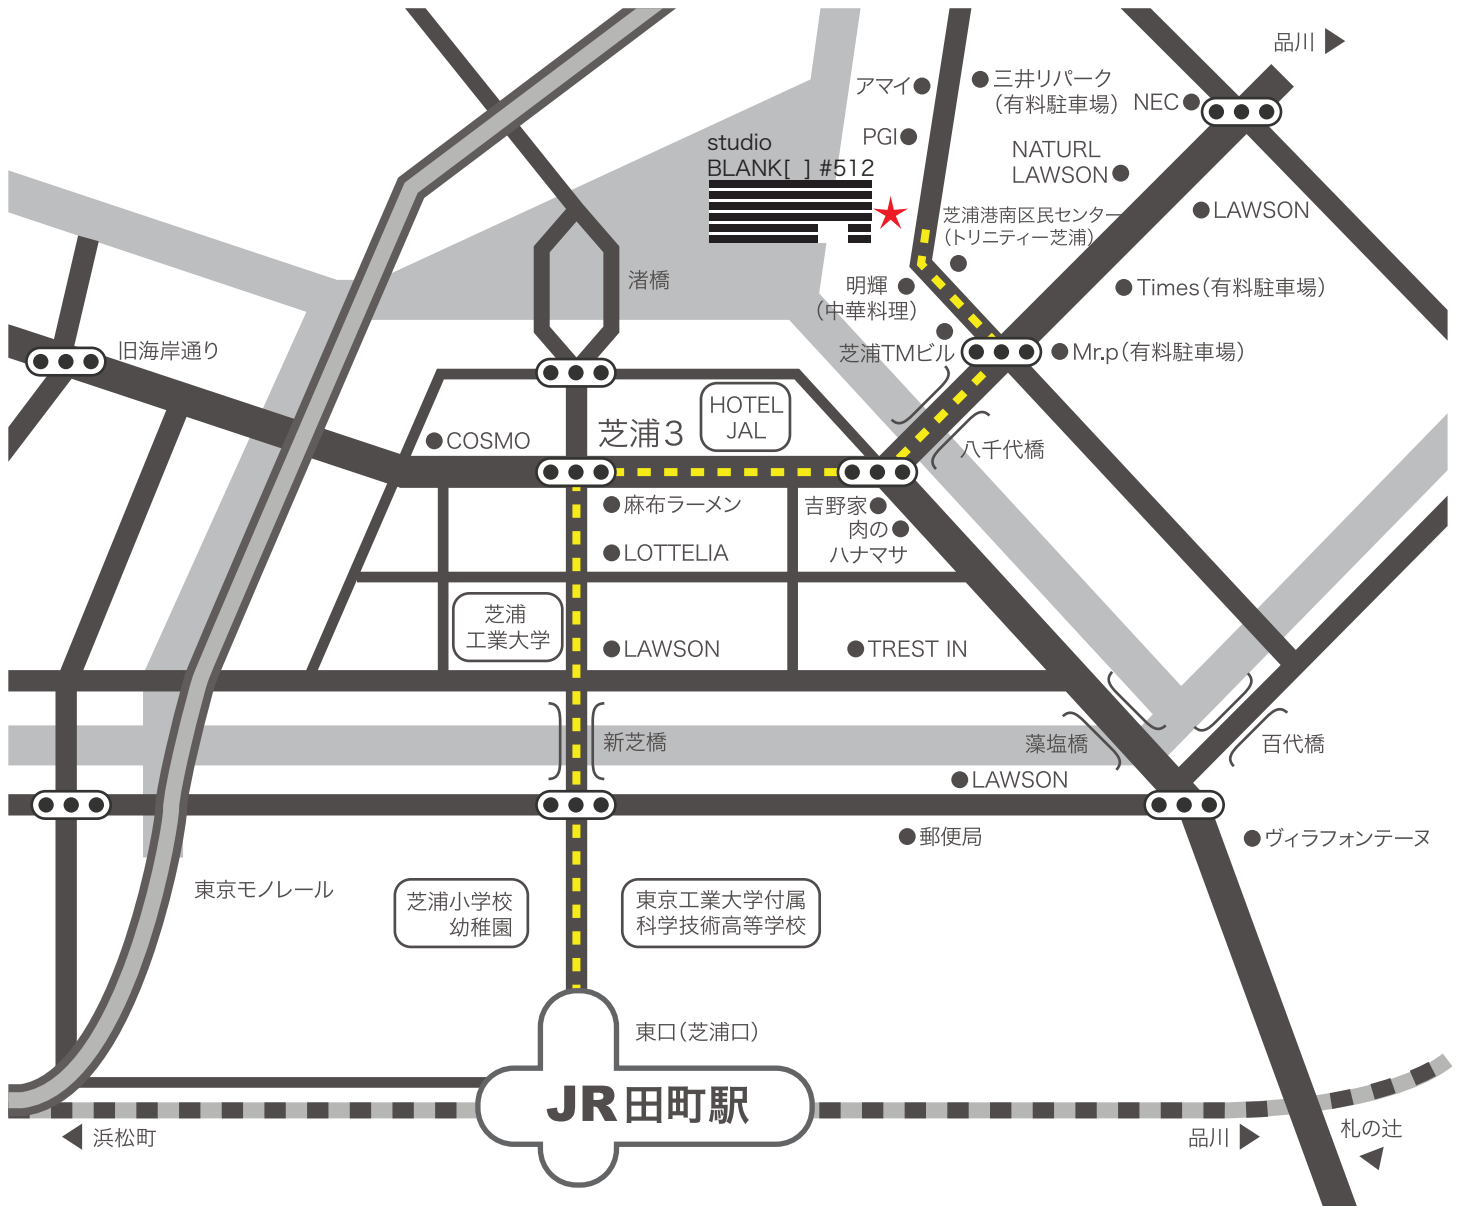 品川
アマイ
三井リパーク
(有料駐車場)
NEC
PGI
studio
BLANK[ ] #512
NATURL
LAWSON
LAWSON
芝浦港南区民センター
(トリニティー芝浦)
渚橋
明輝
(中華料理)
Times(有料駐車場)
旧海岸通り
芝浦TMビル
Mr.p(有料駐車場)
HOTEL
JAL
芝浦3
COSMO
八千代橋
麻布ラーメン
吉野家
肉の
ハナマサ
LOTTELIA
芝浦
工業大学
LAWSON
TREST IN
新芝橋
藻塩橋
百代橋
LAWSON
郵便局
ヴィラフォンテーヌ
東京モノレール
芝浦小学校
幼稚園
東京工業大学付属
科学技術高等学校
東口(芝浦口)
JR田町駅
浜松町
品川
札の辻